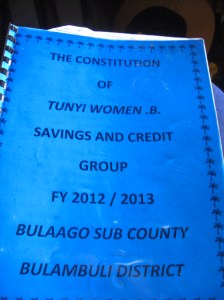 THE CONSTITUTION
OF
TUNYI WOMEN .B.
SAVINGS AND CREDIT
GROUP
FY 2012 / 2013
BULAAGO SUB COUNTY
BULAMBULI DISTRICT